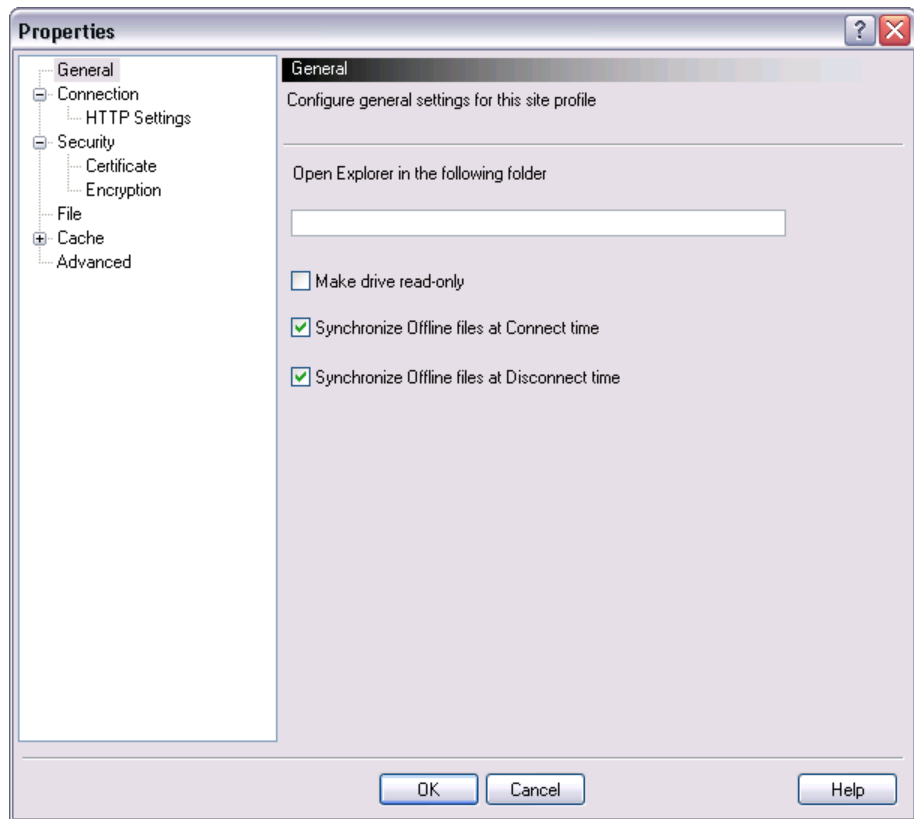 Properties
General
Connection
HTTP Settings
Security
Certificate
Encryption
File
Cache
Advanced
General
Configure general settings for this site profile
Open Explorer in the following folder
Make drive read-only
Synchronize Offline files at Connect time
Synchronize Offline files at Disconnect time
OK
Cancel
Help